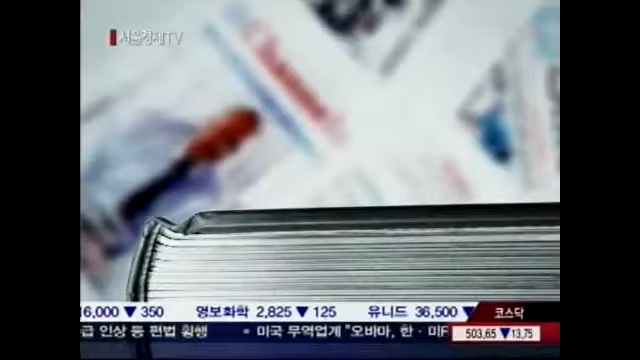 서울경제TV
6,000 ▼ 350 영보화학 2,825 ▼ 125 유니드 36,500 ▼ 코스닥
급 인상 등 편법 횡행 ▪ 미국 무역업계 "오바마, 한·미F 503.65 ▼ 13.75